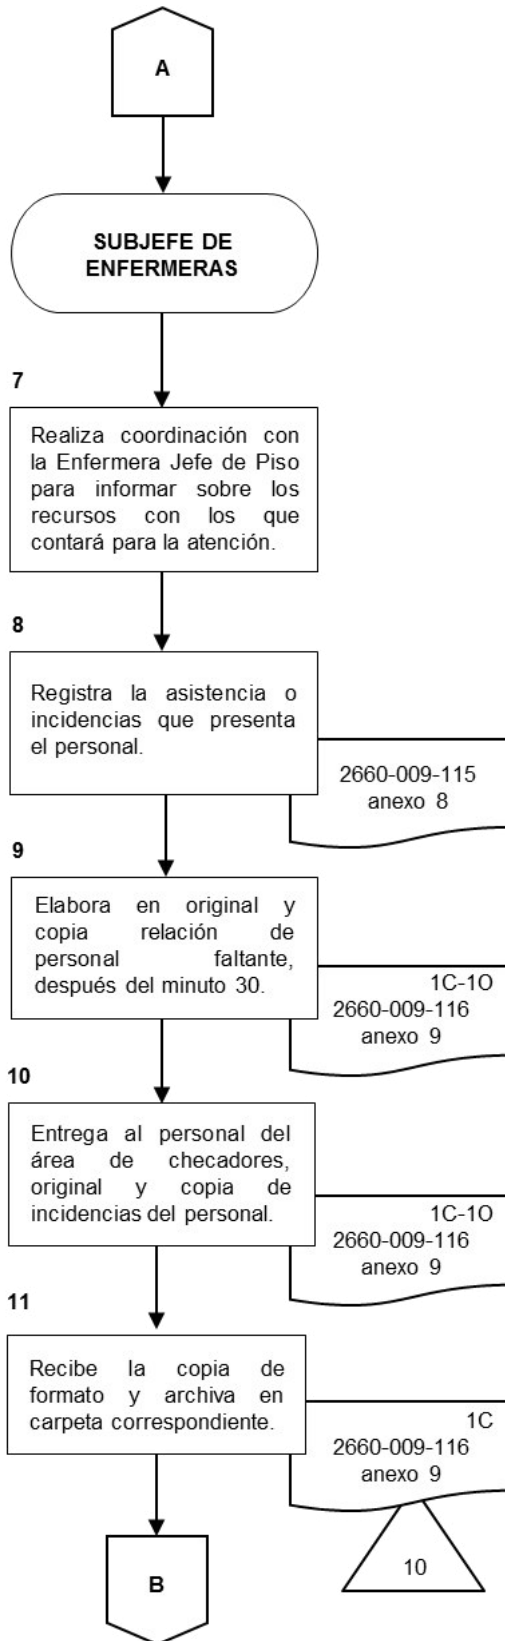 A
SUBJEFE DE
ENFERMERAS
7
Realiza coordinación con
la Enfermera Jefe de Piso
para informar sobre los
recursos con los que
contará para la atención.
8
Registra la asistencia o
incidencias que presenta
el personal.
2660-009-115
anexo 8
9
Elabora en original y
copia relación de
personal faltante,
después del minuto 30.
1C-1O
2660-009-116
anexo 9
10
Entrega al personal del
área de checadores,
original y copia de
incidencias del personal.
1C-1O
2660-009-116
anexo 9
11
Recibe la copia de
formato y archiva en
carpeta correspondiente.
1C
2660-009-116
anexo 9
10
B